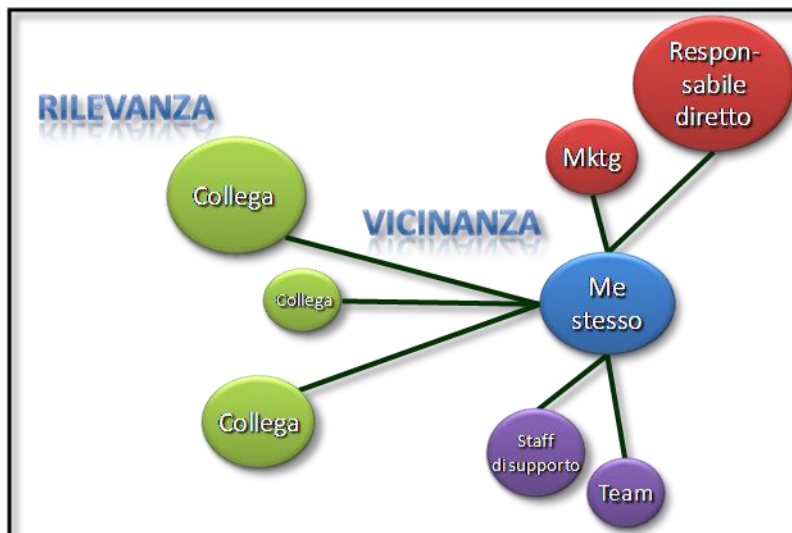 Respon-
sabile
diretto
RILEVANZA
Mktg
Collega
VICINANZA
Me
stesso
Collega
Collega
Staff
di supporto
Team